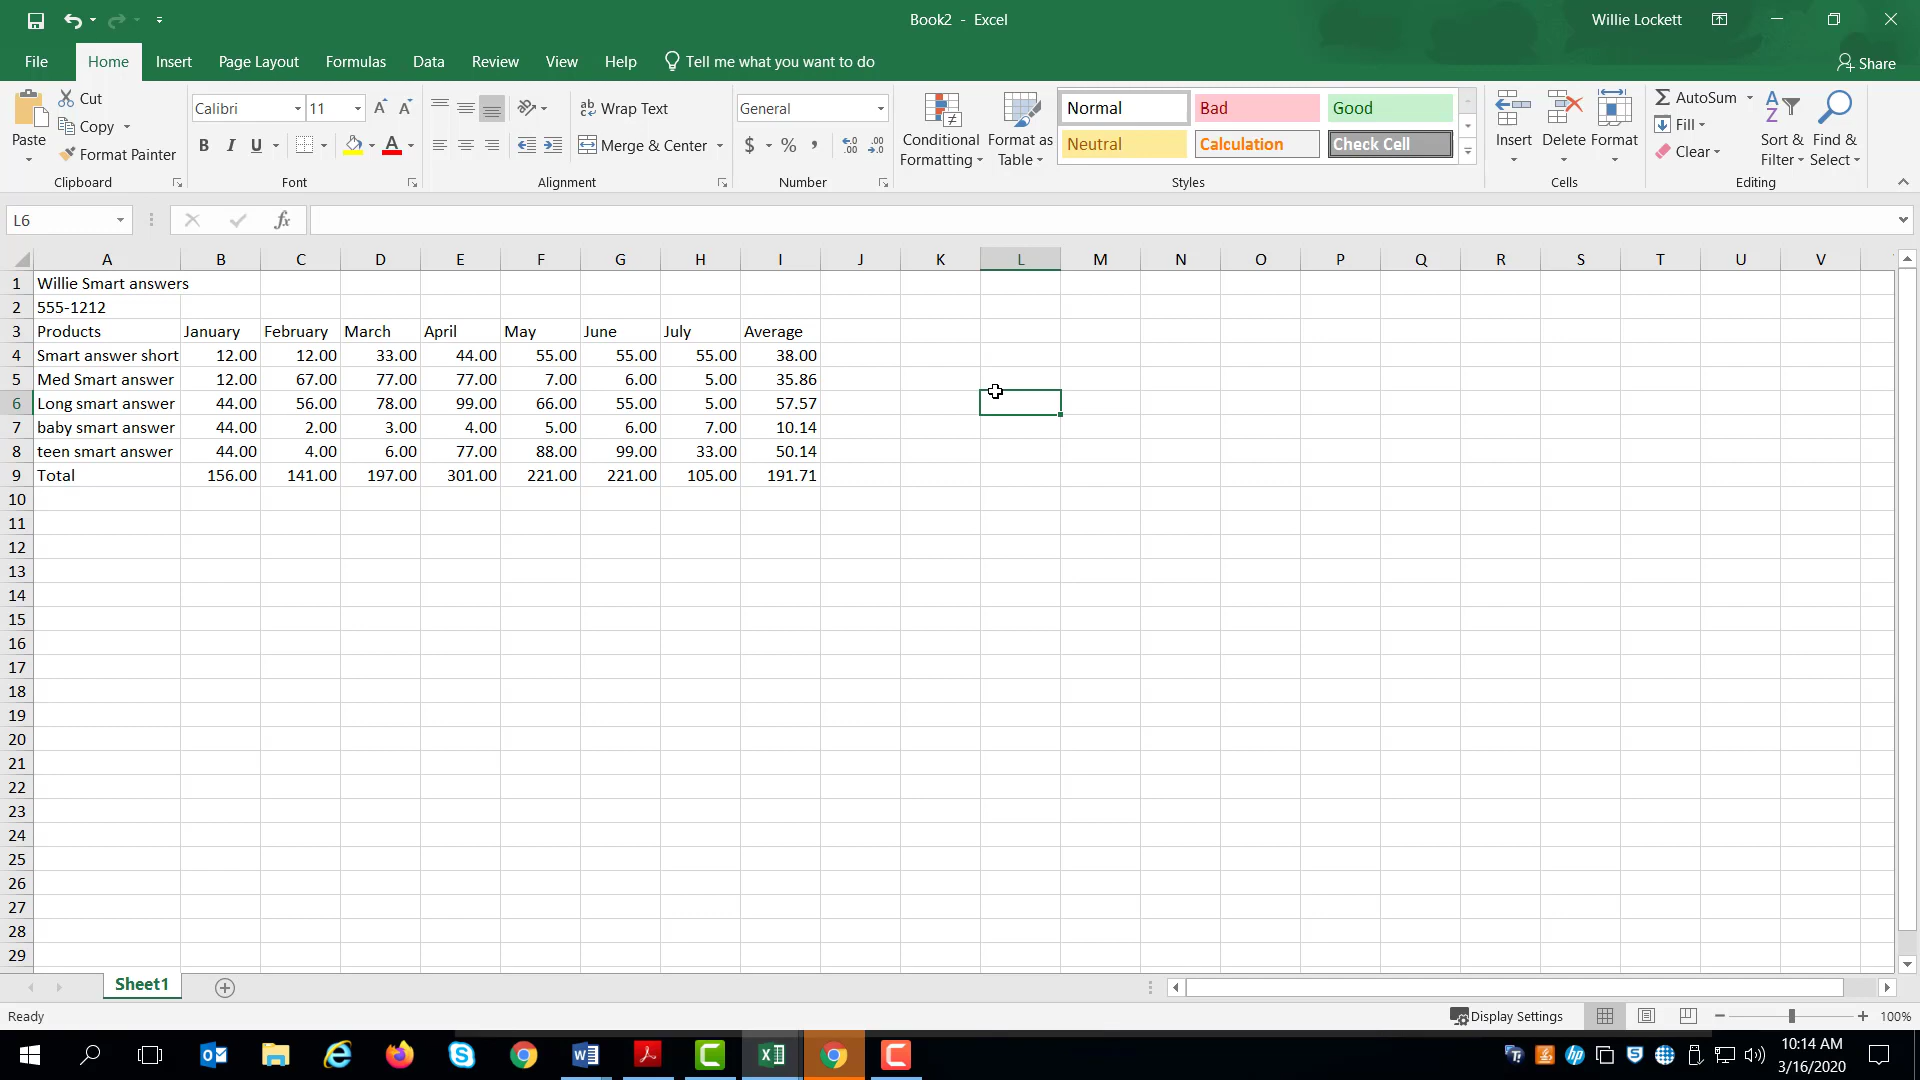 Book2 - Excel
Willie Lockett
File Home Insert Page Layout Formulas Data Review View Help Tell me what you want to do Share
Paste
Cut
Copy
Format Painter
Clipboard
Calibri 11 A A
B I U A
Font
Wrap Text
Merge & Center
Alignment
General
$ % ,
Number
Conditional Formatting
Format as Table
Normal Bad Good
Neutral Calculation Check Cell
Styles
Insert Delete Format
Cells
AutoSum
Fill
Clear
Sort & Filter
Find & Select
Editing
L6 fx
A B C D E F G H I J K L M N O P Q R S T U V
1 Willie Smart answers
2 555-1212
3 Products January February March April May June July Average
4 Smart answer short 12.00 12.00 33.00 44.00 55.00 55.00 55.00 38.00
5 Med Smart answer 12.00 67.00 77.00 77.00 7.00 6.00 5.00 35.86
6 Long smart answer 44.00 56.00 78.00 99.00 66.00 55.00 5.00 57.57
7 baby smart answer 44.00 2.00 3.00 4.00 5.00 6.00 7.00 10.14
8 teen smart answer 44.00 4.00 6.00 77.00 88.00 99.00 33.00 50.14
9 Total 156.00 141.00 197.00 301.00 221.00 221.00 105.00 191.71
10
11
12
13
14
15
16
17
18
19
20
21
22
23
24
25
26
27
28
29
Sheet1
Ready
Display Settings
100%
10:14 AM
3/16/2020